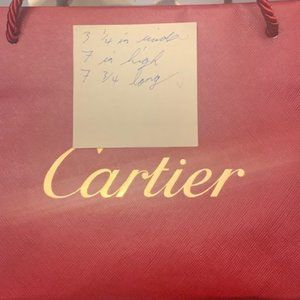 3 1/4 in wide
7 in high
7 3/4 long
Cartier